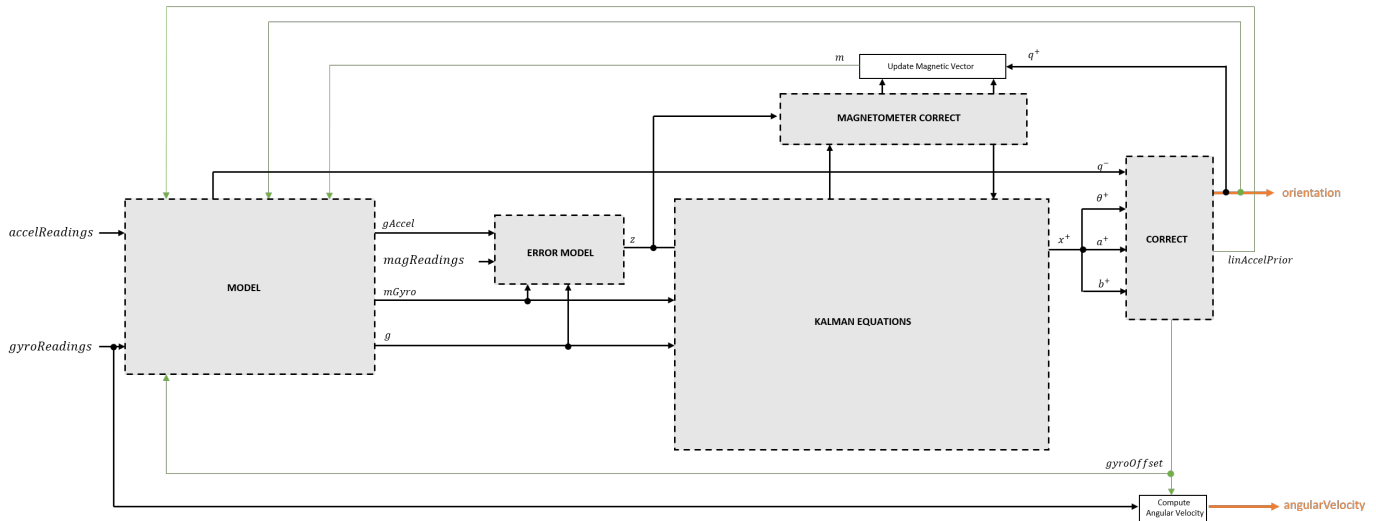 m
Update Magnetic Vector
q⁺
MAGNETOMETER CORRECT
q⁻
orientation
θ⁺
accelReadings
gAccel
z
x⁺
a⁺
CORRECT
ERROR MODEL
magReadings
linAccelPrior
MODEL
b⁺
mGyro
KALMAN EQUATIONS
g
gyroReadings
gyroOffset
Compute
Angular Velocity
angularVelocity